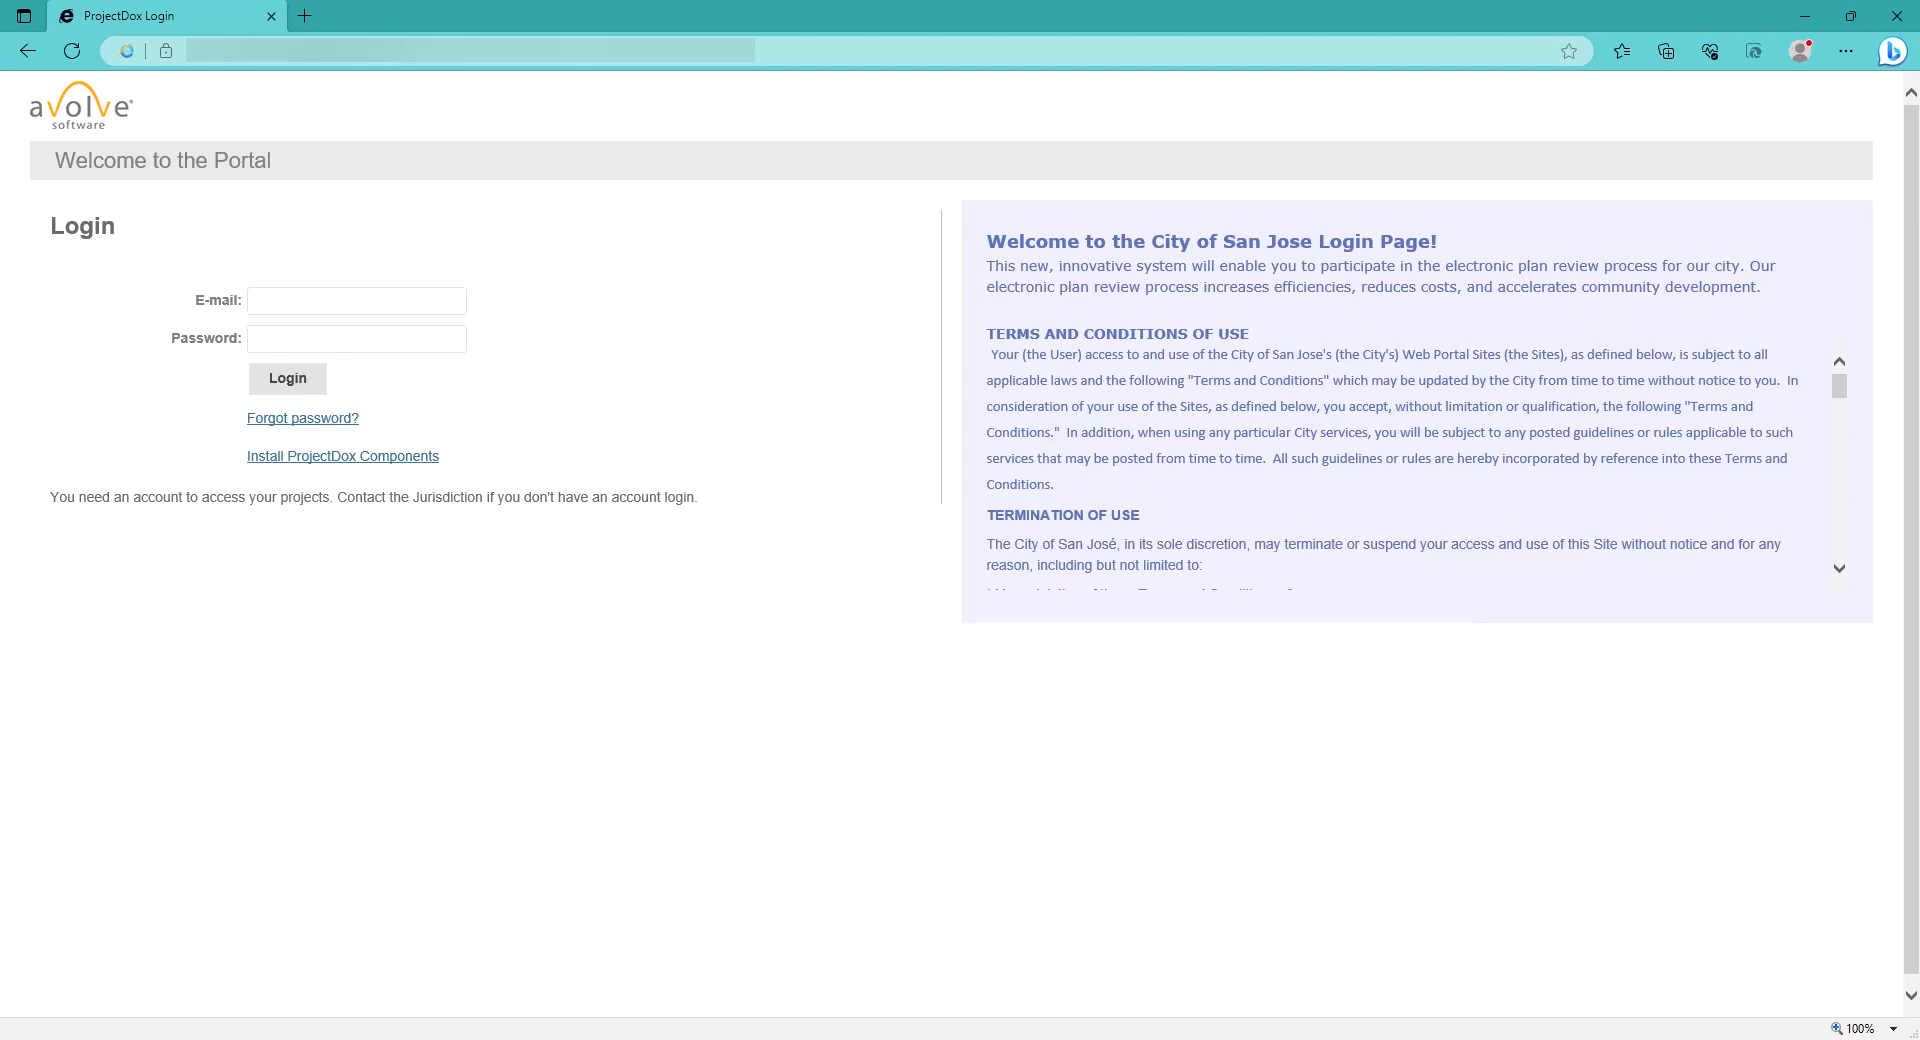 ProjectDox Login
avolve
software
Welcome to the Portal
Login
E-mail:
Password:
Login
Forgot password?
Install ProjectDox Components
You need an account to access your projects. Contact the Jurisdiction if you don't have an account login.
Welcome to the City of San Jose Login Page!
This new, innovative system will enable you to participate in the electronic plan review process for our city. Our
electronic plan review process increases efficiencies, reduces costs, and accelerates community development.
TERMS AND CONDITIONS OF USE
Your (the User) access to and use of the City of San Jose's (the City's) Web Portal Sites (the Sites), as defined below, is subject to all
applicable laws and the following "Terms and Conditions" which may be updated by the City from time to time without notice to you. In
consideration of your use of the Sites, as defined below, you accept, without limitation or qualification, the following "Terms and
Conditions." In addition, when using any particular City services, you will be subject to any posted guidelines or rules applicable to such
services that may be posted from time to time. All such guidelines or rules are hereby incorporated by reference into these Terms and
Conditions.
TERMINATION OF USE
The City of San José, in its sole discretion, may terminate or suspend your access and use of this Site without notice and for any
reason, including but not limited to:
100%